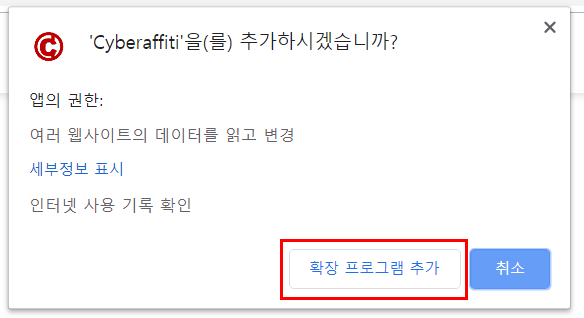 'Cyberaffiti'을(를) 추가하시겠습니까?
앱의 권한:
여러 웹사이트의 데이터를 읽고 변경
세부정보 표시
인터넷 사용 기록 확인
확장 프로그램 추가
취소